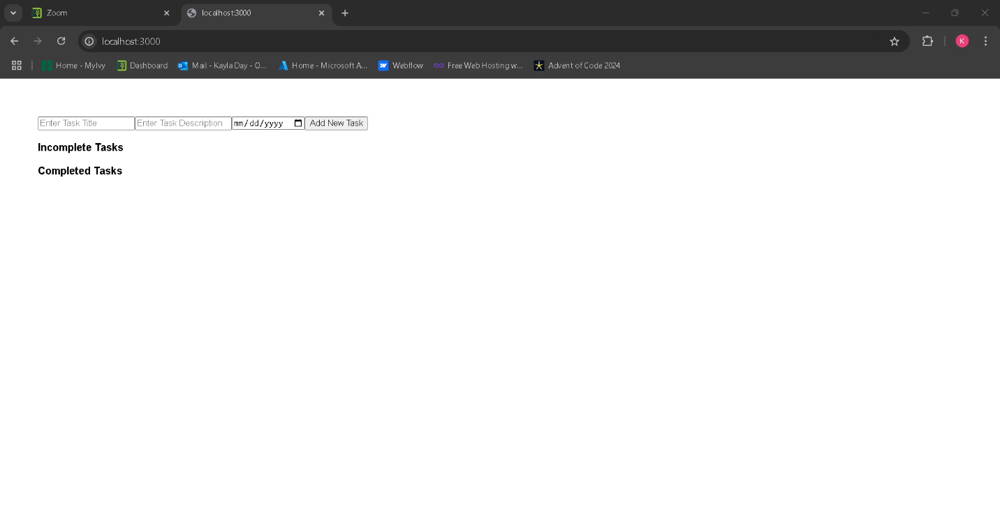 Zoom
localhost:3000
localhost:3000
K
Home - MyIvy
Dashboard
Mail - Kayla Day - O...
Home - Microsoft A...
Webflow
Free Web Hosting w...
Advent of Code 2024
Enter Task Title
Enter Task Description
mm/dd/yyyy
Add New Task
Incomplete Tasks
Completed Tasks